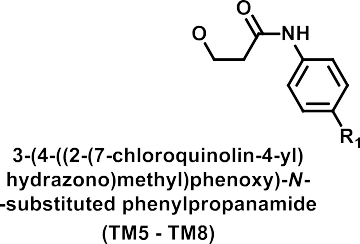 O
O
NH
R1
3-(4-((2-(7-chloroquinolin-4-yl)
hydrazono)methyl)phenoxy)-N-
-substituted phenylpropanamide
(TM5 - TM8)